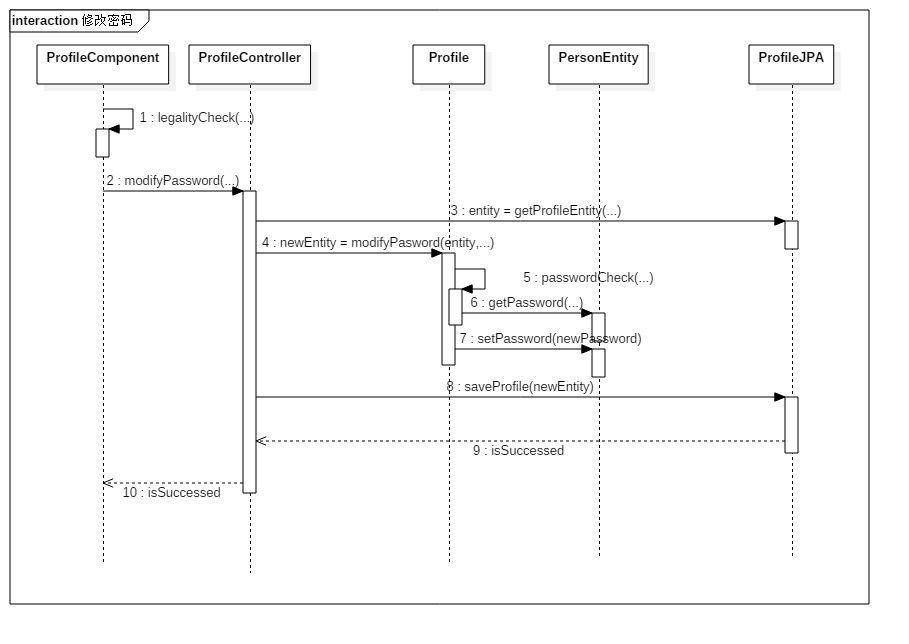 interaction 修改密码
ProfileComponent
ProfileController
Profile
PersonEntity
ProfileJPA
1 : legalityCheck(...)
2 : modifyPassword(...)
3 : entity = getProfileEntity(...)
4 : newEntity = modifyPasword(entity,...)
5 : passwordCheck(...)
6 : getPassword(...)
7 : setPassword(newPassword)
8 : saveProfile(newEntity)
9 : isSuccessed
10 : isSuccessed